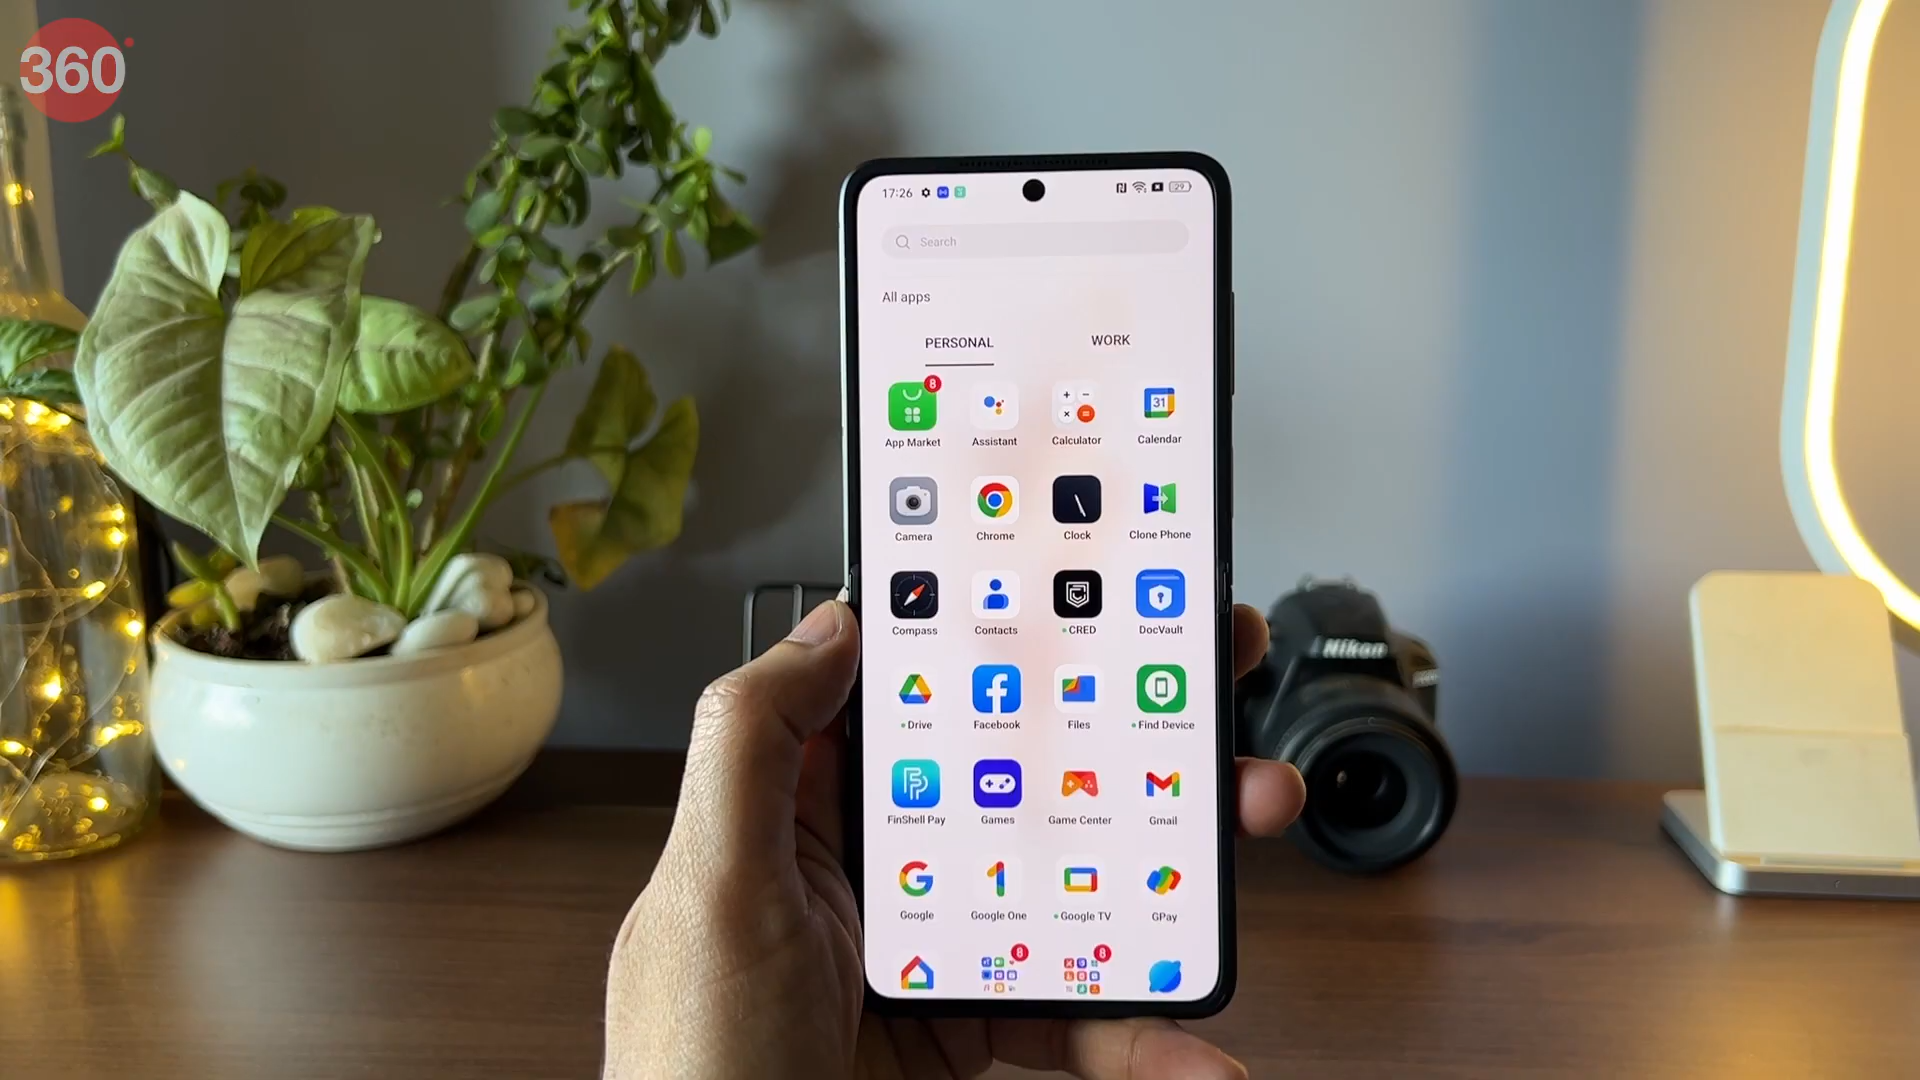 360
17:26
29
Search
All apps
PERSONAL WORK
8
App Market Assistant Calculator Calendar
31
Camera Chrome Clock Clone Phone
Compass Contacts CRED DocVault
Drive Facebook Files Find Device
FinShell Pay Games Game Center Gmail
Google Google One Google TV GPay
8 8
Nikon